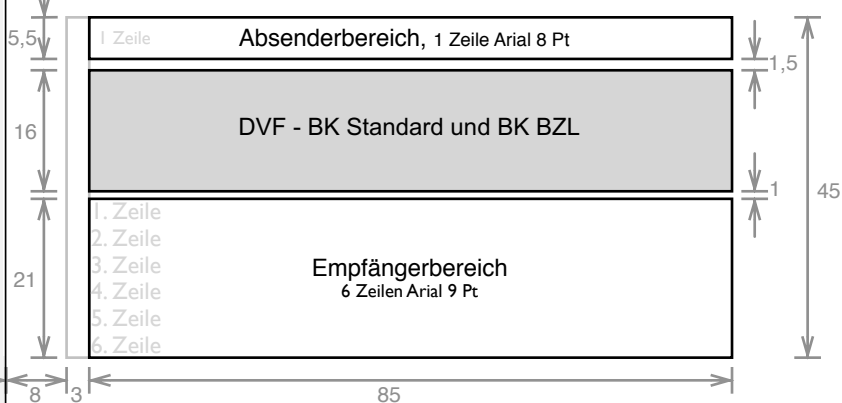 5,5
1 Zeile
Absenderbereich, 1 Zeile Arial 8 Pt
1,5
16
DVF - BK Standard und BK BZL
1
45
1. Zeile
2. Zeile
3. Zeile
Empfängerbereich
21
4. Zeile
6 Zeilen Arial 9 Pt
5. Zeile
6. Zeile
8
3
85